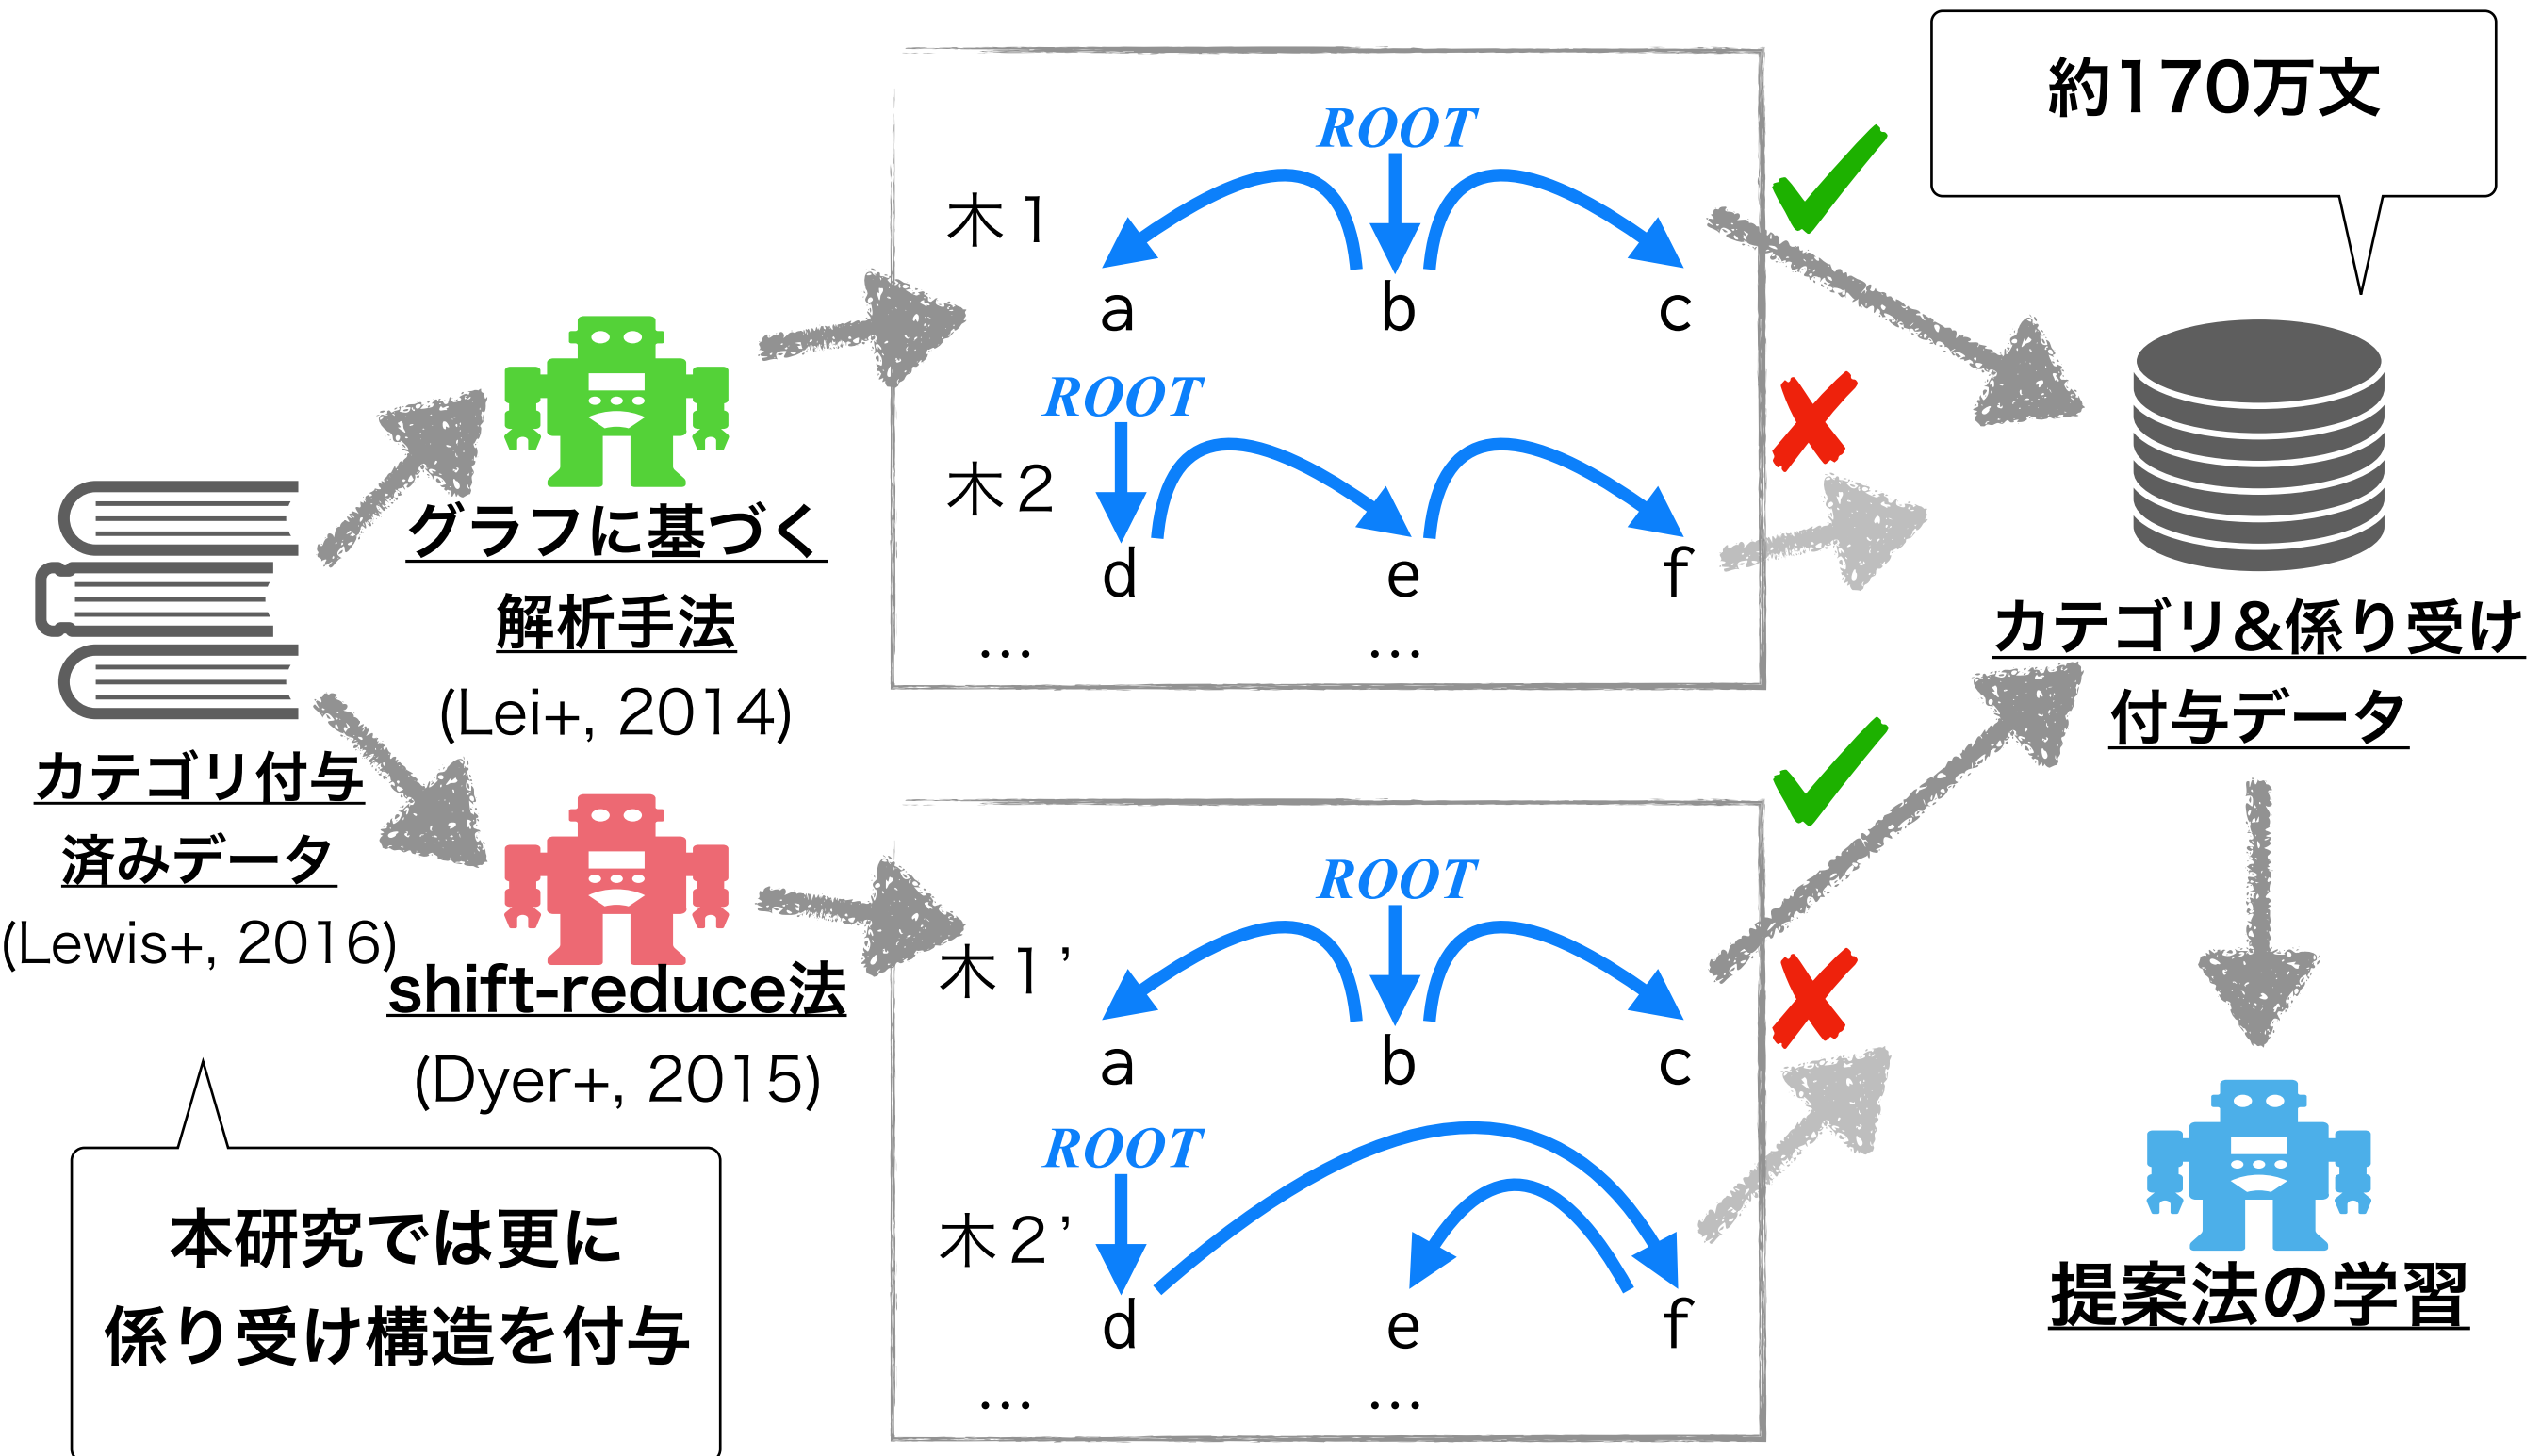 約170万文
ROOT
木1
a b c
ROOT
木2
d e f
... ...
グラフに基づく
解析手法
(Lei+, 2014)
カテゴリ付与
済みデータ
(Lewis+, 2016)
shift-reduce法
(Dyer+, 2015)
本研究では更に
係り受け構造を付与
ROOT
木1’
a b c
ROOT
木2’
d e f
... ...
カテゴリ&係り受け
付与データ
提案法の学習